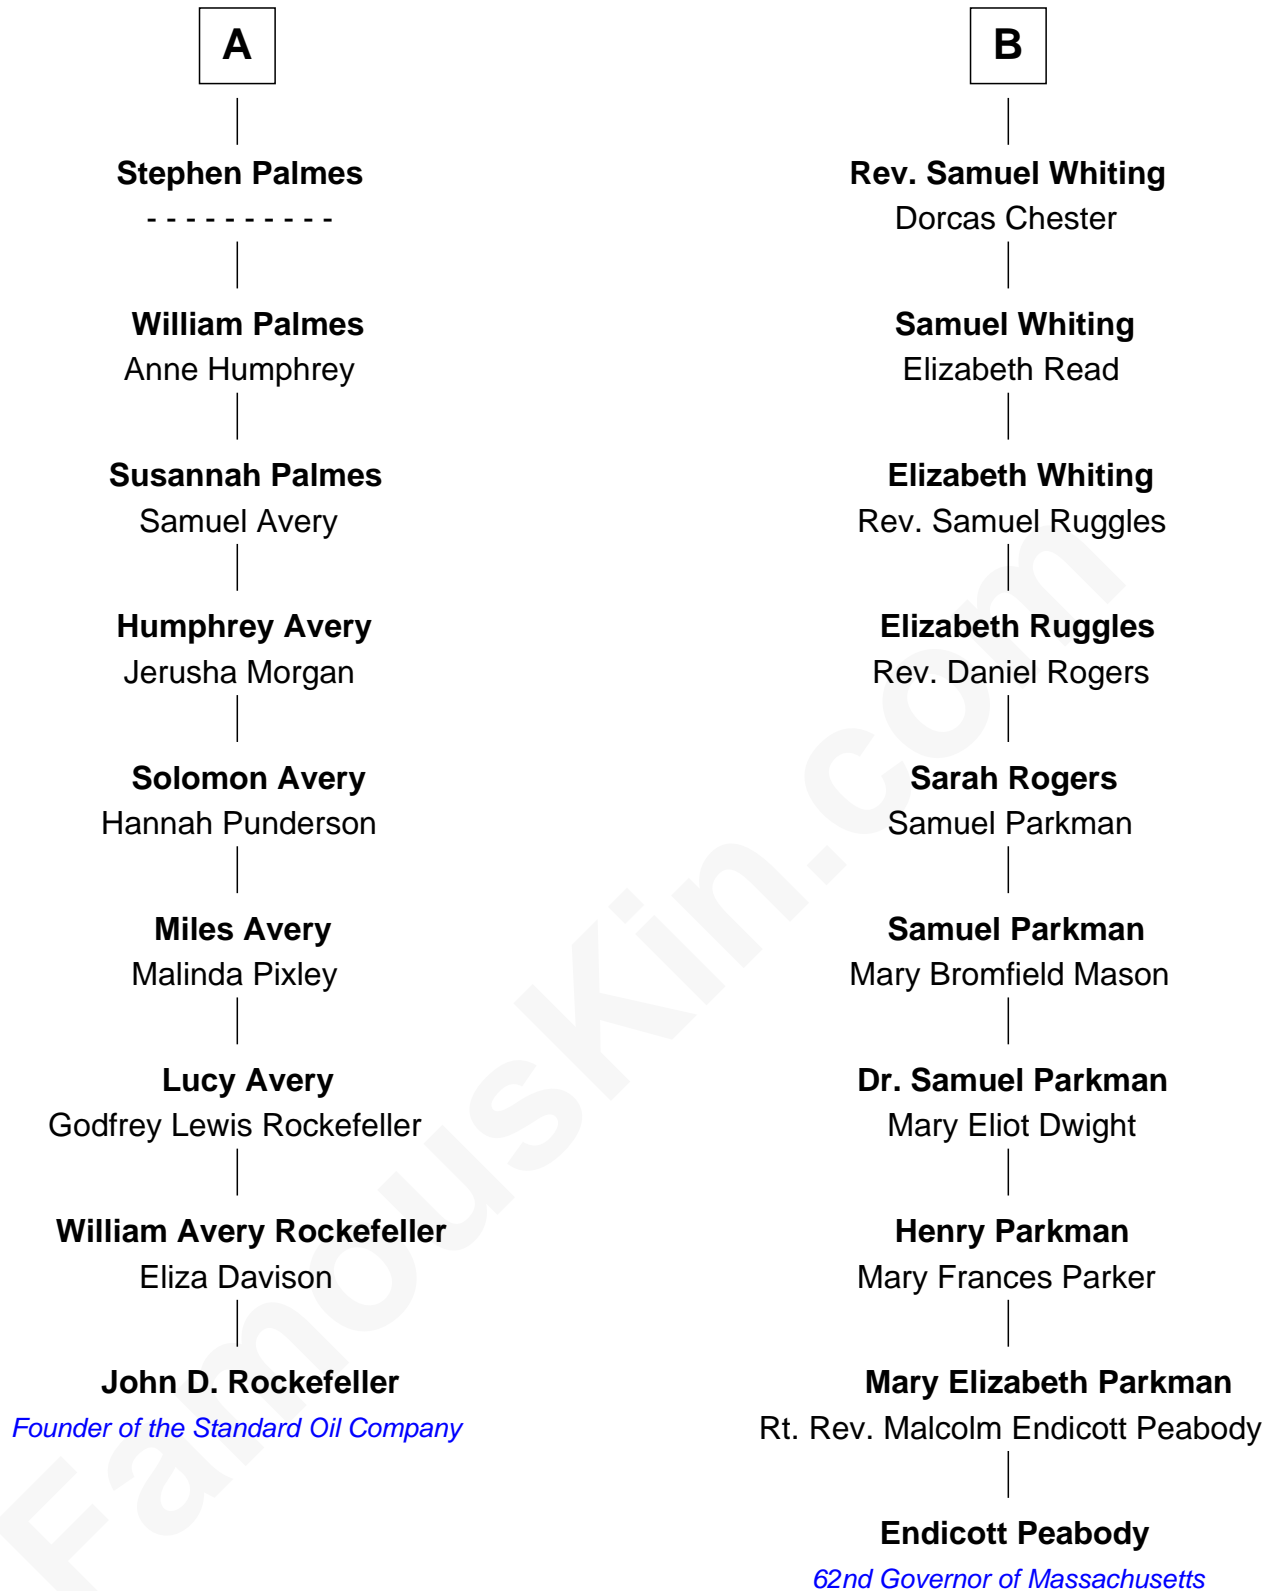 A
Stephen Palmes
- - - - - - - - - -
William Palmes
Anne Humphrey
Susannah Palmes
Samuel Avery
Humphrey Avery
Jerusha Morgan
Solomon Avery
Hannah Punderson
Miles Avery
Malinda Pixley
Lucy Avery
Godfrey Lewis Rockefeller
William Avery Rockefeller
Eliza Davison
John D. Rockefeller
Founder of the Standard Oil Company
B
Rev. Samuel Whiting
Dorcas Chester
Samuel Whiting
Elizabeth Read
Elizabeth Whiting
Rev. Samuel Ruggles
Elizabeth Ruggles
Rev. Daniel Rogers
Sarah Rogers
Samuel Parkman
Samuel Parkman
Mary Bromfield Mason
Dr. Samuel Parkman
Mary Eliot Dwight
Henry Parkman
Mary Frances Parker
Mary Elizabeth Parkman
Rt. Rev. Malcolm Endicott Peabody
Endicott Peabody
62nd Governor of Massachusetts
FamousKin.com